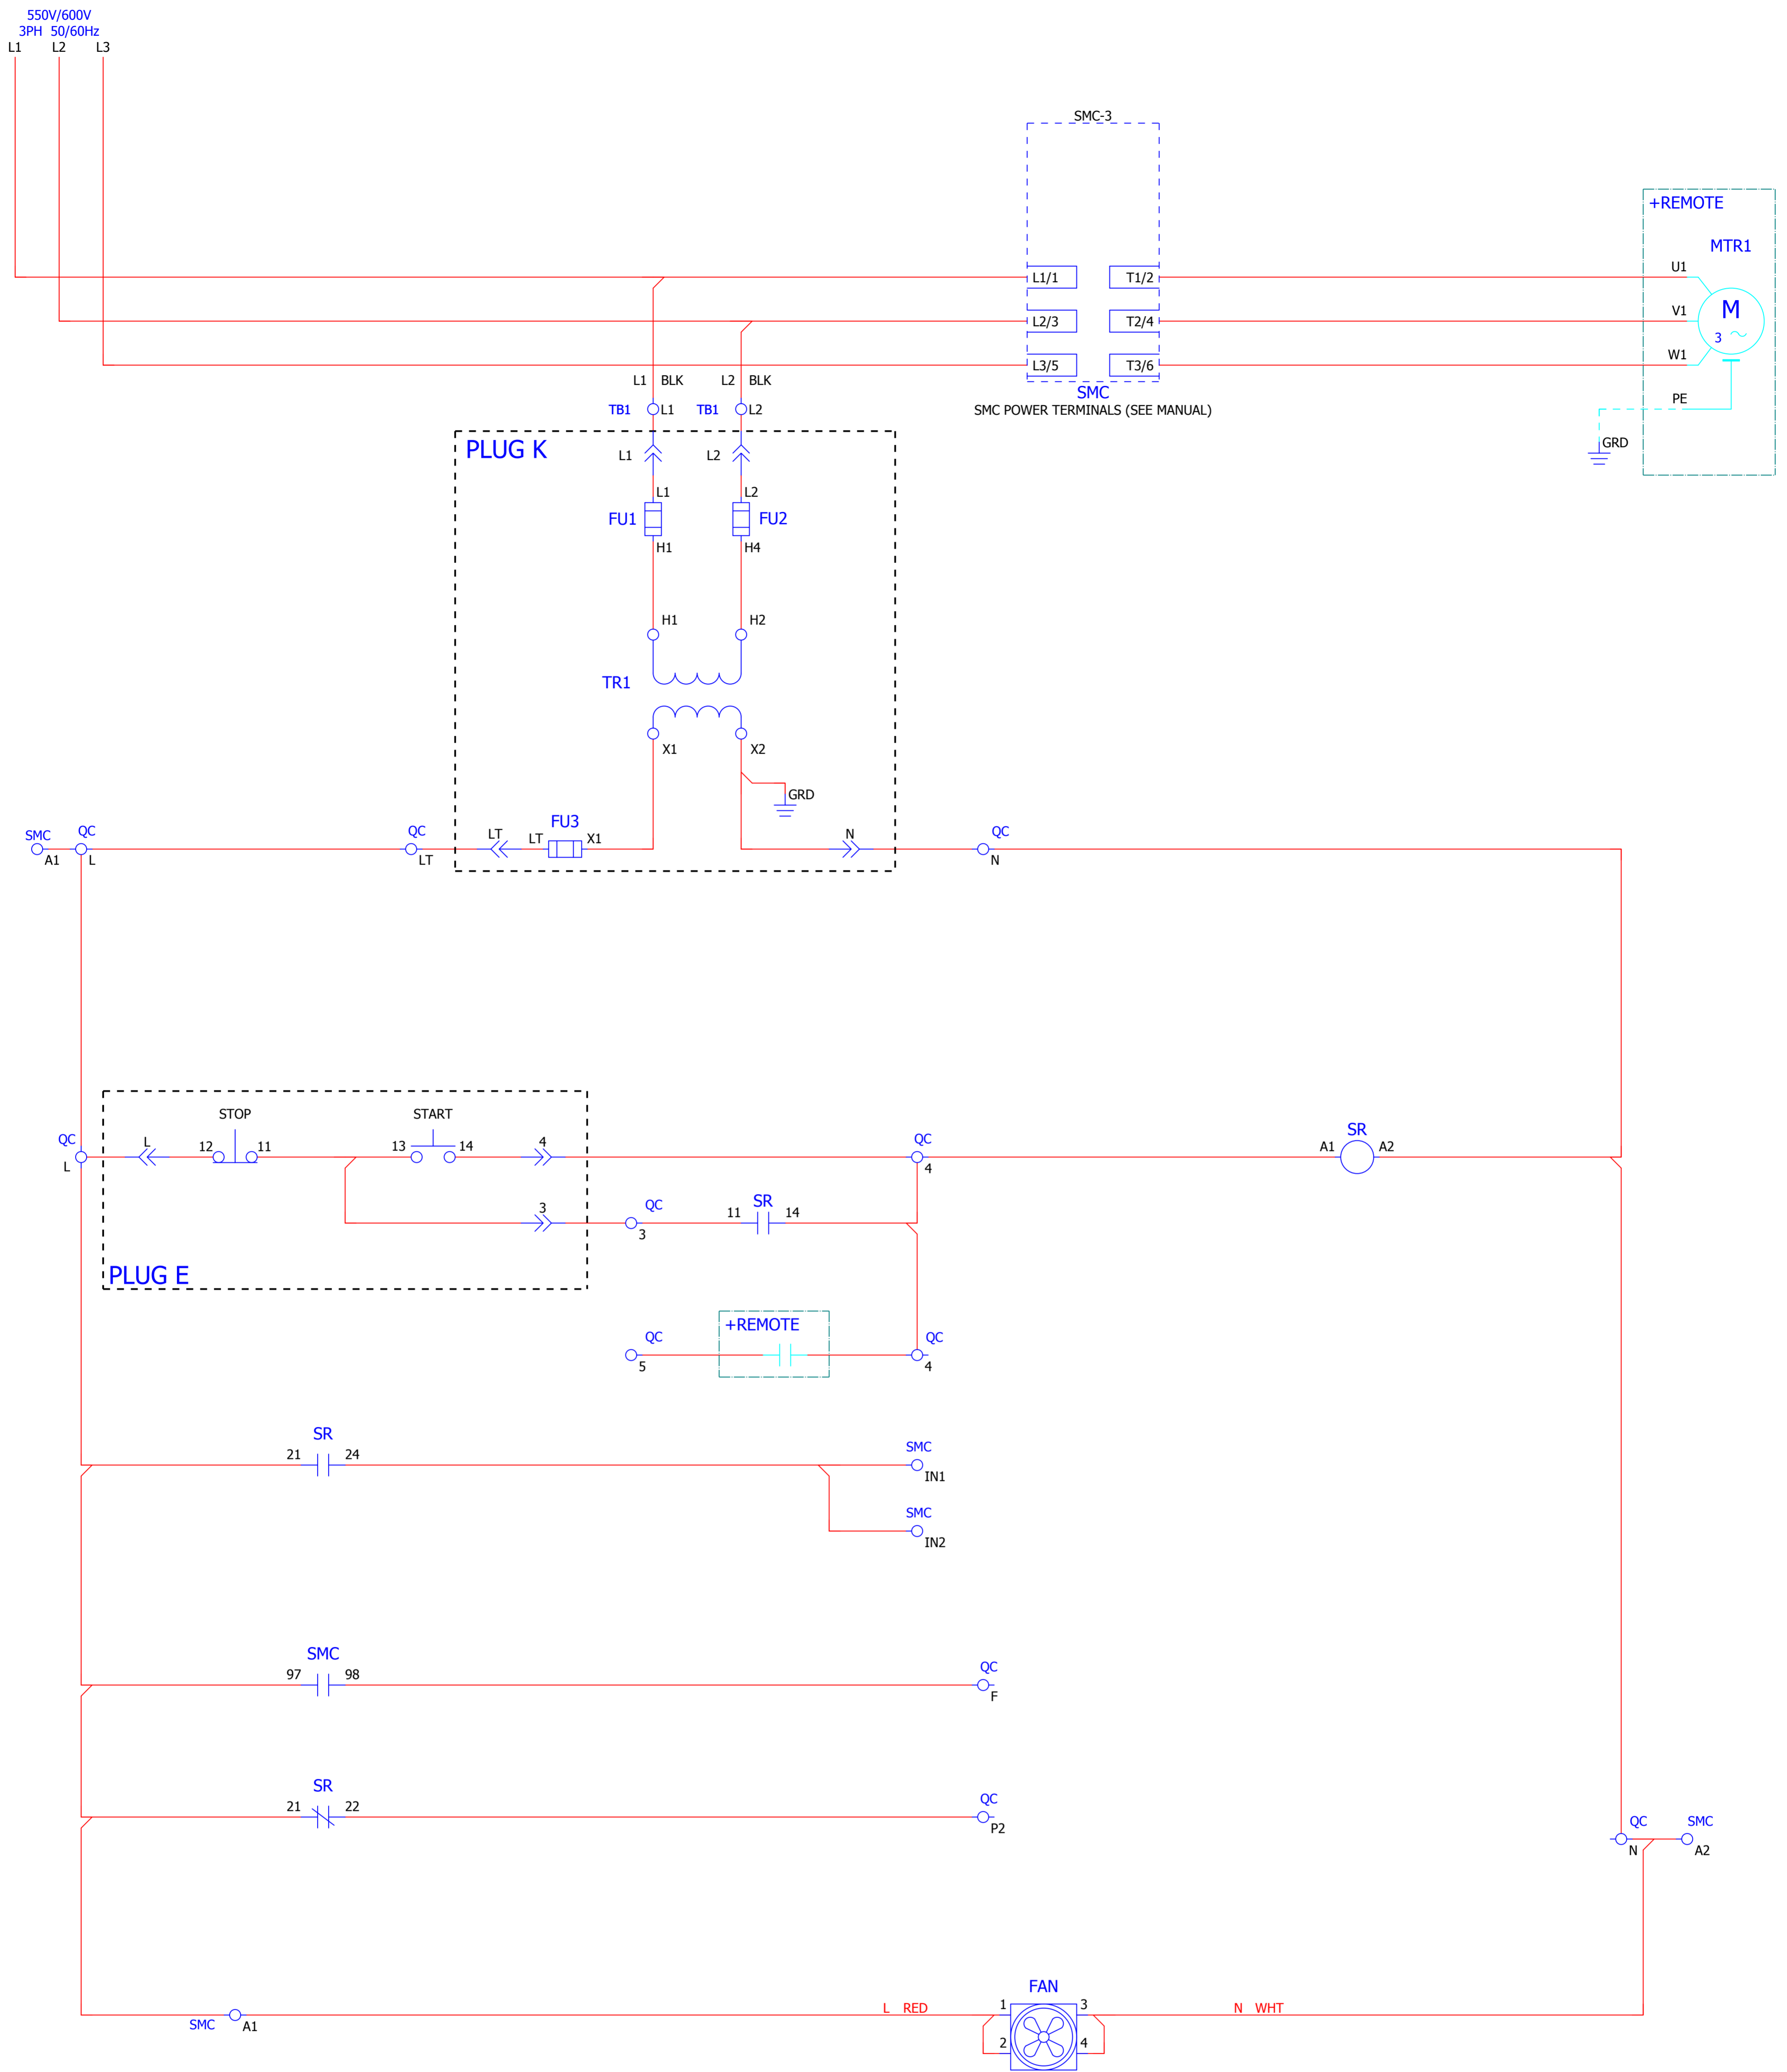 550V/600V
3PH 50/60Hz
L1 L2 L3
SMC-3
+REMOTE
MTR1
L1/1 T1/2 U1
L2/3 T2/4 V1
M
3
L3/5 T3/6 W1
L1 BLK L2 BLK
SMC
PE
TB1 L1 TB1 L2
SMC POWER TERMINALS (SEE MANUAL)
GRD
PLUG K
L1 L2
L1 L2
FU1 FU2
H1 H4
H1 H2
TR1
X1 X2
GRD
FU3
SMC QC QC LT LT X1 N QC
A1 L LT N
STOP START
QC L 12 11 13 14 4 QC SR
L 4 A1 A2
3 QC 11 SR 14
3
PLUG E
+REMOTE
QC QC
5 4
SR
21 24 SMC
IN1
SMC
IN2
SMC
97 98 QC
F
SR
21 22 QC
P2
QC SMC
N A2
FAN
L RED 1 3 N WHT
SMC A1
2 4